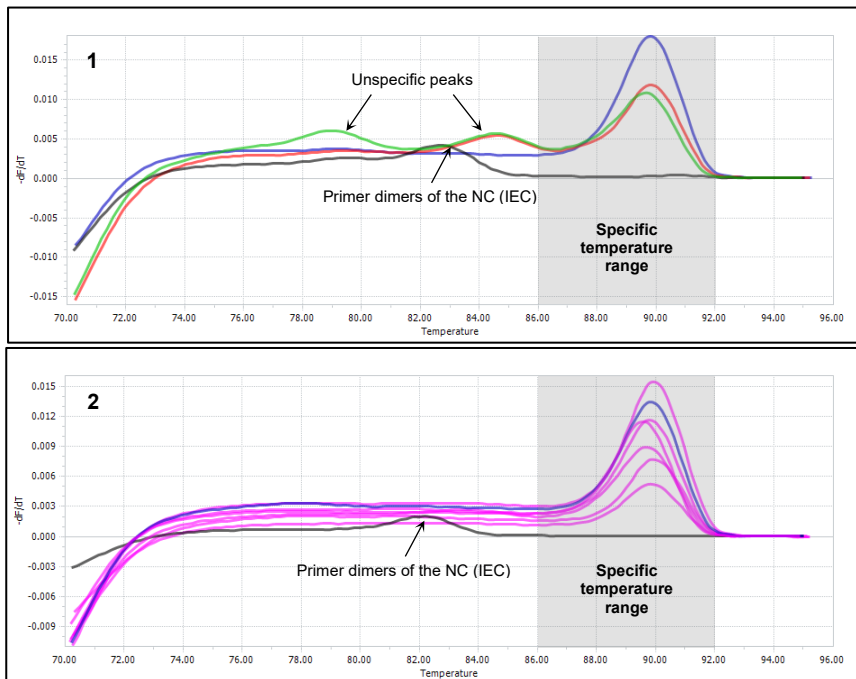 1
Unspecific peaks
Primer dimers of the NC (IEC)
Specific
temperature
range
-dF/dT
0.015
0.010
0.005
0.000
-0.005
-0.010
-0.015
70.00 72.00 74.00 76.00 78.00 80.00 82.00 84.00 86.00 88.00 90.00 92.00 94.00 96.00
Temperature
2
Primer dimers of the NC (IEC)
Specific
temperature
range
-dF/dT
0.015
0.012
0.009
0.006
0.003
0.000
-0.003
-0.006
-0.009
70.00 72.00 74.00 76.00 78.00 80.00 82.00 84.00 86.00 88.00 90.00 92.00 94.00 96.00
Temperature